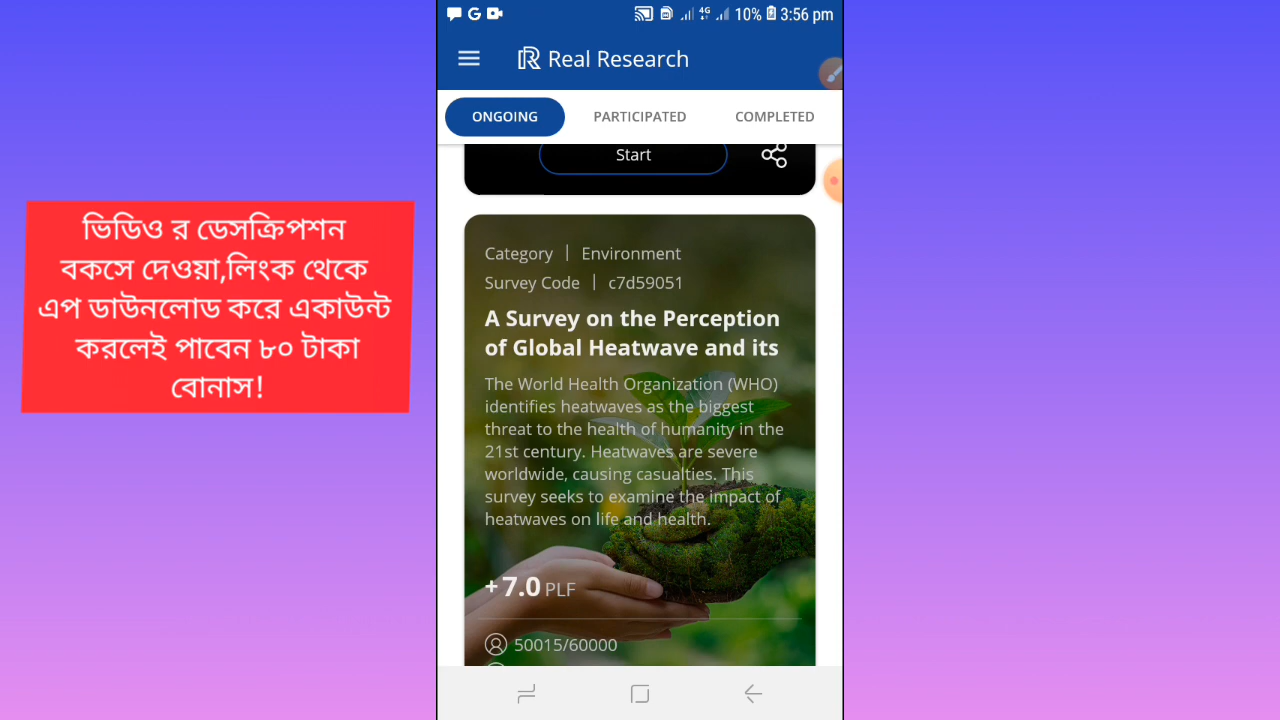 4G 10% 3:56 pm
Real Research
ONGOING PARTICIPATED COMPLETED
Start
Category | Environment
Survey Code | c7d59051
A Survey on the Perception
of Global Heatwave and its
The World Health Organization (WHO)
identifies heatwaves as the biggest
threat to the health of humanity in the
21st century. Heatwaves are severe
worldwide, causing casualties. This
survey seeks to examine the impact of
heatwaves on life and health.
+7.0 PLF
50015/60000
ভিডিও র ডেসক্রিপশন
বকসে দেওয়া,লিংক থেকে
এপ ডাউনলোড করে একাউন্ট
করলেই পাবেন ৮০ টাকা
বোনাস!